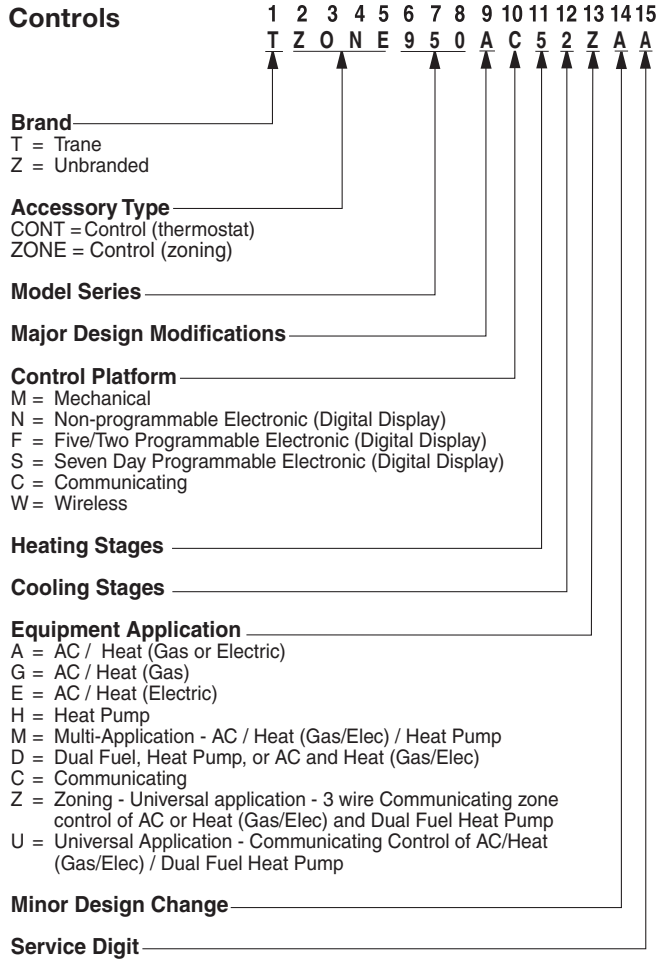 Controls
1 2 3 4 5 6 7 8 9 10 11 12 13 14 15
T Z O N E 9 5 0 A C 5 2 Z A A
Brand
T = Trane
Z = Unbranded
Accessory Type
CONT = Control (thermostat)
ZONE = Control (zoning)
Model Series
Major Design Modifications
Control Platform
M = Mechanical
N = Non-programmable Electronic (Digital Display)
F = Five/Two Programmable Electronic (Digital Display)
S = Seven Day Programmable Electronic (Digital Display)
C = Communicating
W = Wireless
Heating Stages
Cooling Stages
Equipment Application
A = AC / Heat (Gas or Electric)
G = AC / Heat (Gas)
E = AC / Heat (Electric)
H = Heat Pump
M = Multi-Application - AC / Heat (Gas/Elec) / Heat Pump
D = Dual Fuel, Heat Pump, or AC and Heat (Gas/Elec)
C = Communicating
Z = Zoning - Universal application - 3 wire Communicating zone
control of AC or Heat (Gas/Elec) and Dual Fuel Heat Pump
U = Universal Application - Communicating Control of AC/Heat
(Gas/Elec) / Dual Fuel Heat Pump
Minor Design Change
Service Digit